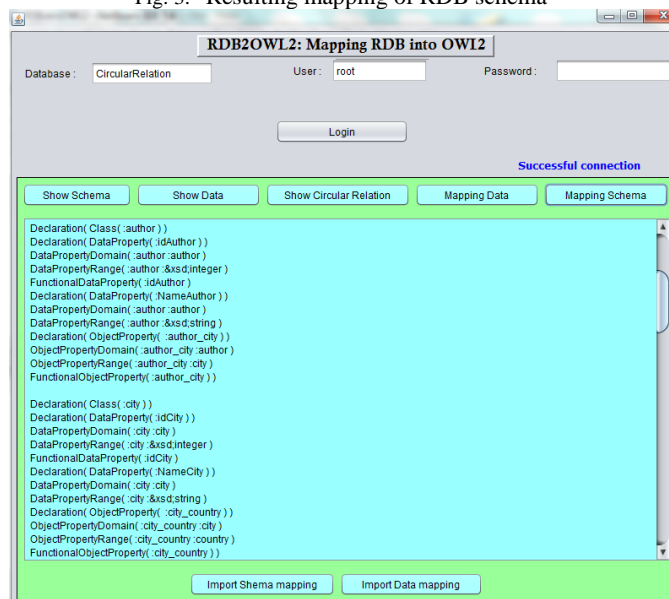 Fig. 3. Resulting mapping of RDB schema
RDB2OWL2: Mapping RDB into OWI2
Database : CircularRelation User : root Password :
Login
Successful connection
Show Schema Show Data Show Circular Relation Mapping Data Mapping Schema
Declaration( Class( :author ) )
Declaration( DataProperty( :idAuthor ) )
DataPropertyDomain( :author :author )
DataPropertyRange( :author :&xsd;integer )
FunctionalDataProperty( :idAuthor )
Declaration( DataProperty( :NameAuthor ) )
DataPropertyDomain( :author :author )
DataPropertyRange( :author :&xsd;string )
Declaration( ObjectProperty( :author_city ) )
ObjectPropertyDomain( :author_city :author )
ObjectPropertyRange( :author_city :city )
FunctionalObjectProperty( :author_city ) )
Declaration( Class( :city ) )
Declaration( DataProperty( :idCity ) )
DataPropertyDomain( :city :city )
DataPropertyRange( :city :&xsd;integer )
FunctionalDataProperty( :idCity )
Declaration( DataProperty( :NameCity ) )
DataPropertyDomain( :city :city )
DataPropertyRange( :city :&xsd;string )
Declaration( ObjectProperty( :city_country ) )
ObjectPropertyDomain( :city_country :city )
ObjectPropertyRange( :city_country :country )
FunctionalObjectProperty( :city_country ) )
Import Shema mapping Import Data mapping